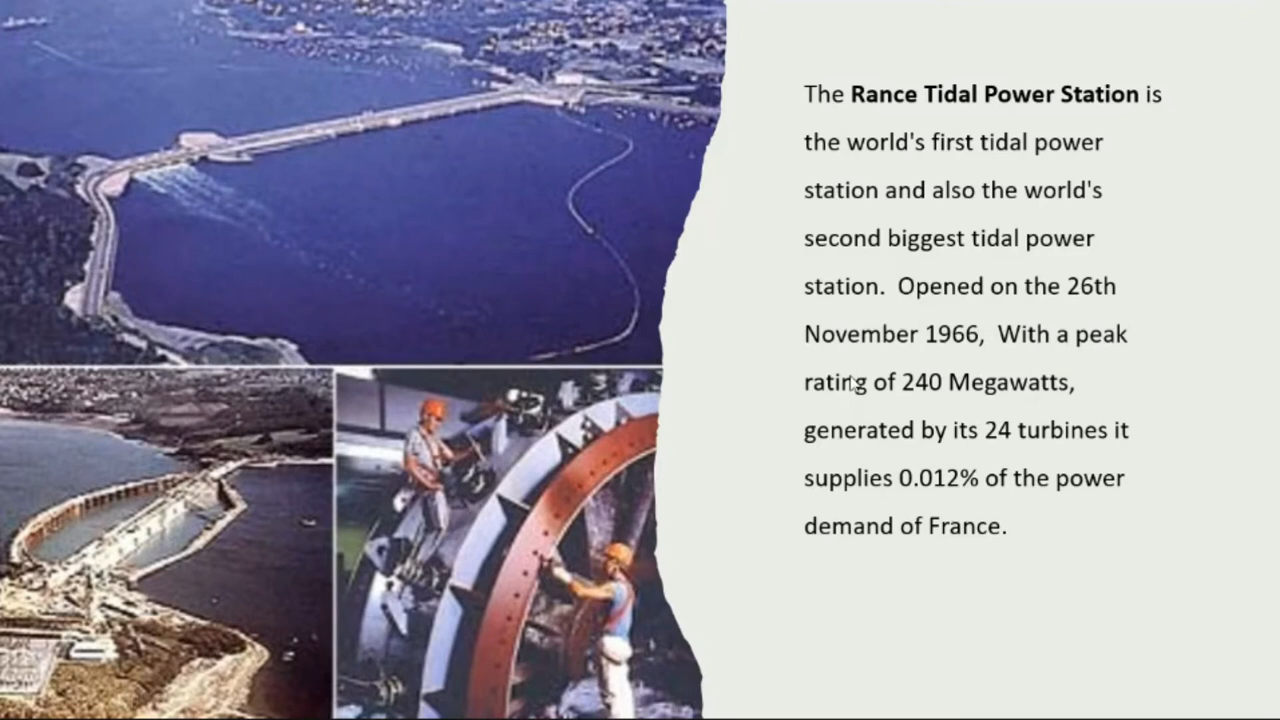 The Rance Tidal Power Station is
the world's first tidal power
station and also the world's
second biggest tidal power
station.  Opened on the 26th
November 1966,  With a peak
rating of 240 Megawatts,
generated by its 24 turbines it
supplies 0.012% of the power
demand of France.